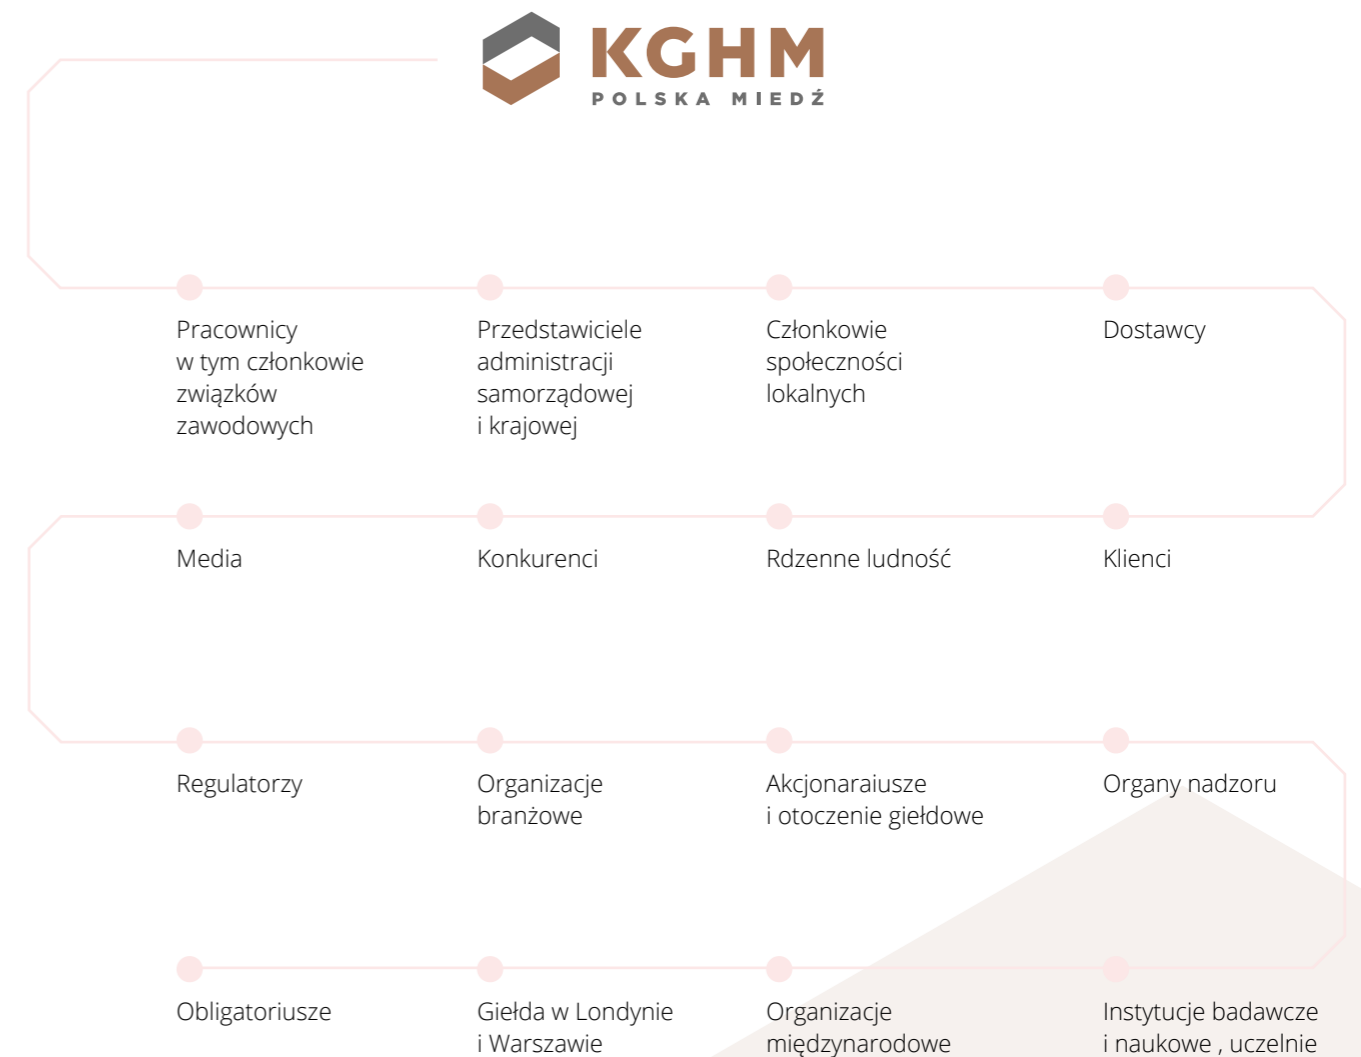 KGHM
POLSKA MIEDŹ
Pracownicy
w tym członkowie
związków
zawodowych
Przedstawiciele
administracji
samorządowej
i krajowej
Członkowie
społeczności
lokalnych
Dostawcy
Media
Konkurenci
Rdzenne ludność
Klienci
Regulatorzy
Organizacje
branżowe
Akcjonaraiusze
i otoczenie giełdowe
Organy nadzoru
Obligatoriusze
Giełda w Londynie
i Warszawie
Organizacje
międzynarodowe
Instytucje badawcze
i naukowe , uczelnie